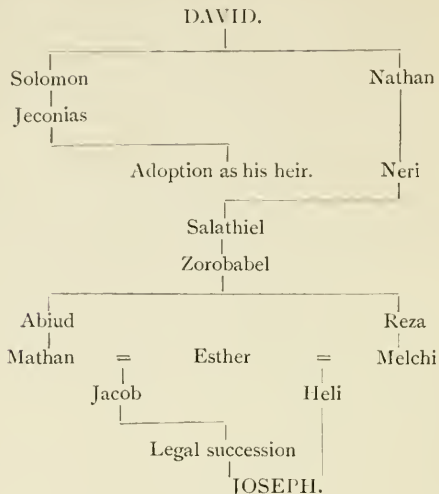 DAVID.
Solomon Nathan
Jeconias
Adoption as his heir. Neri
Salathiel
Zorobabel
Abiud Reza
Mathan = Esther = Melchi
Jacob Heli
Legal succession
JOSEPH.